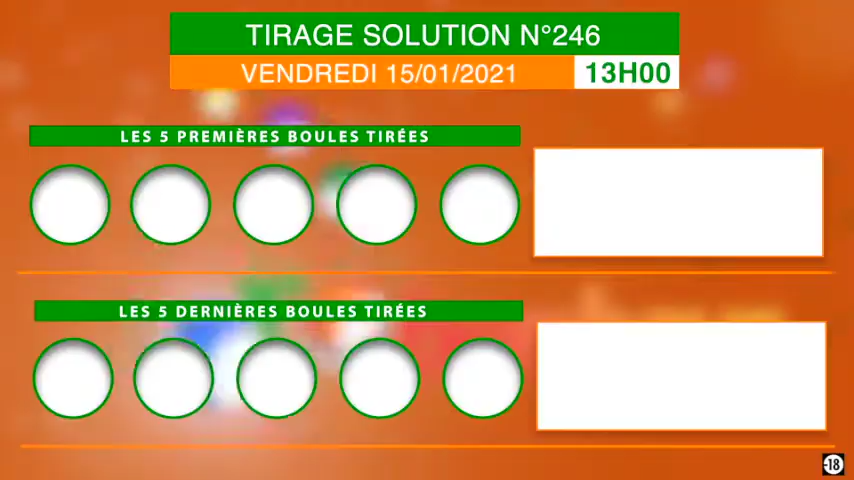 TIRAGE SOLUTION N°246
VENDREDI 15/01/2021 13H00
LES 5 PREMIÈRES BOULES TIRÉES
LES 5 DERNIÈRES BOULES TIRÉES
-18